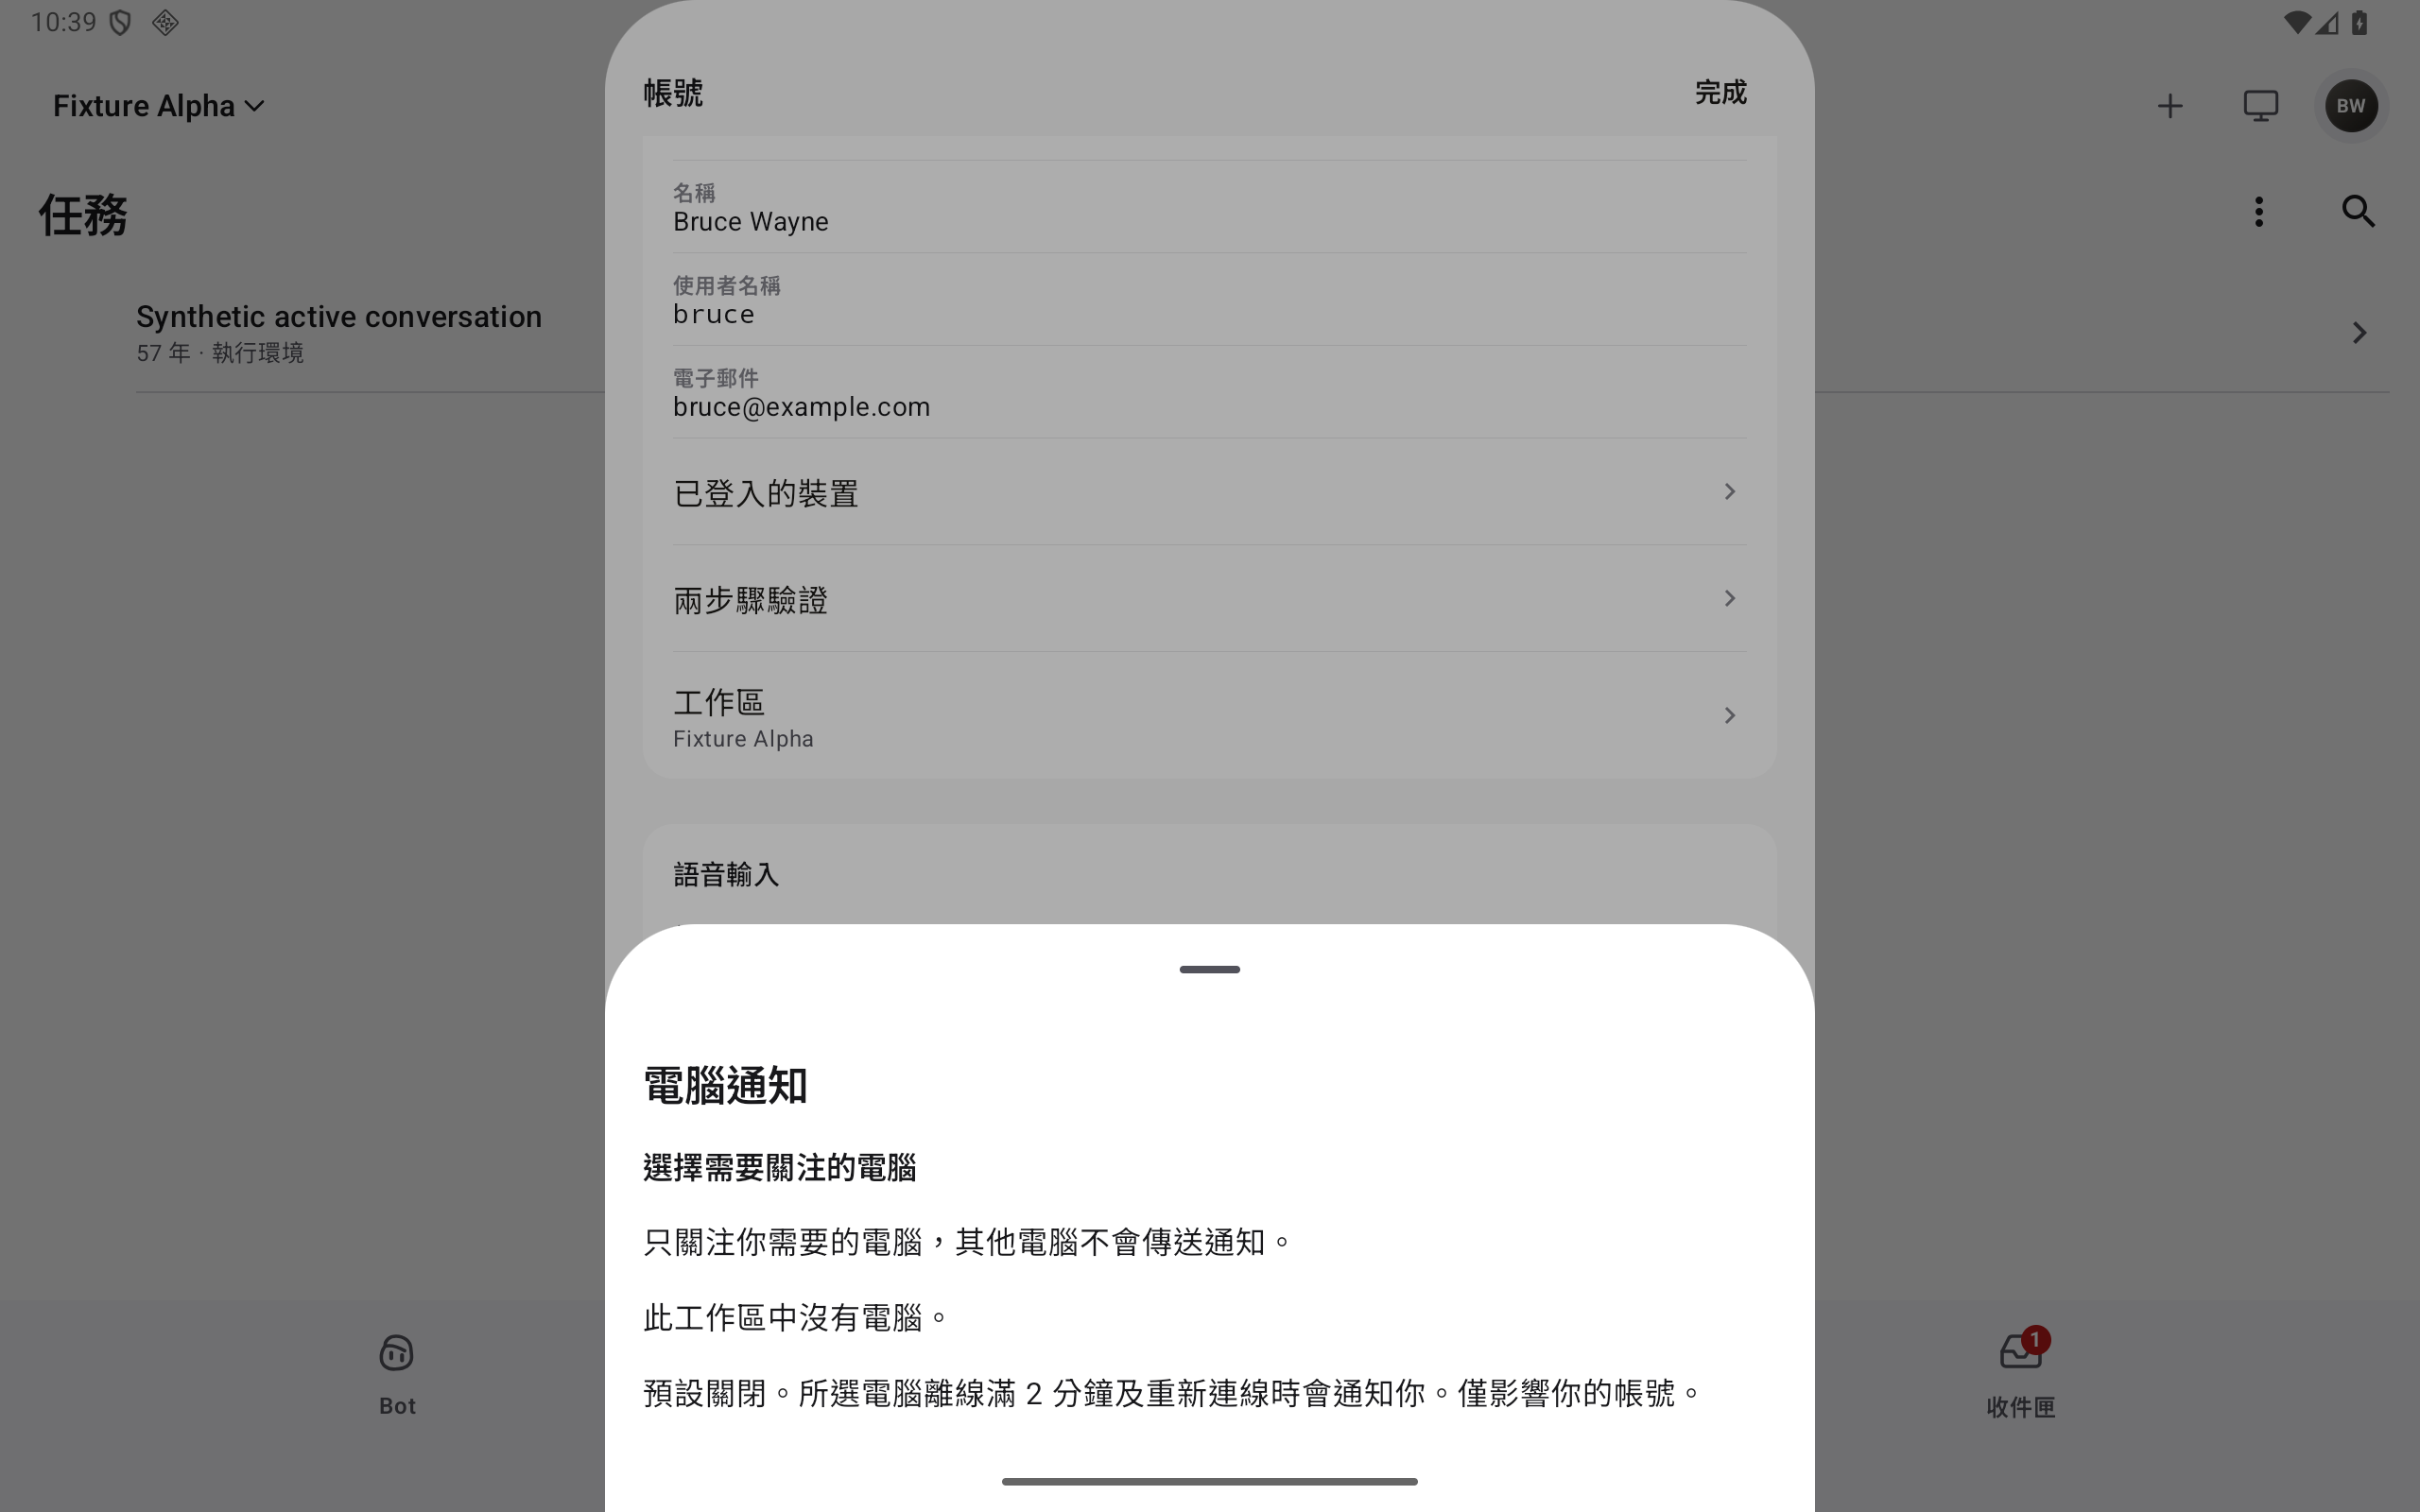 10:39
Fixture Alpha
BW
任務
Synthetic active conversation
57 年 · 執行環境
帳號
完成
名稱
Bruce Wayne
使用者名稱
bruce
電子郵件
bruce@example.com
已登入的裝置
兩步驟驗證
工作區
Fixture Alpha
語音輸入
電腦通知
選擇需要關注的電腦
只關注你需要的電腦，其他電腦不會傳送通知。
此工作區中沒有電腦。
預設關閉。所選電腦離線滿 2 分鐘及重新連線時會通知你。僅影響你的帳號。
Bot
1
收件匣